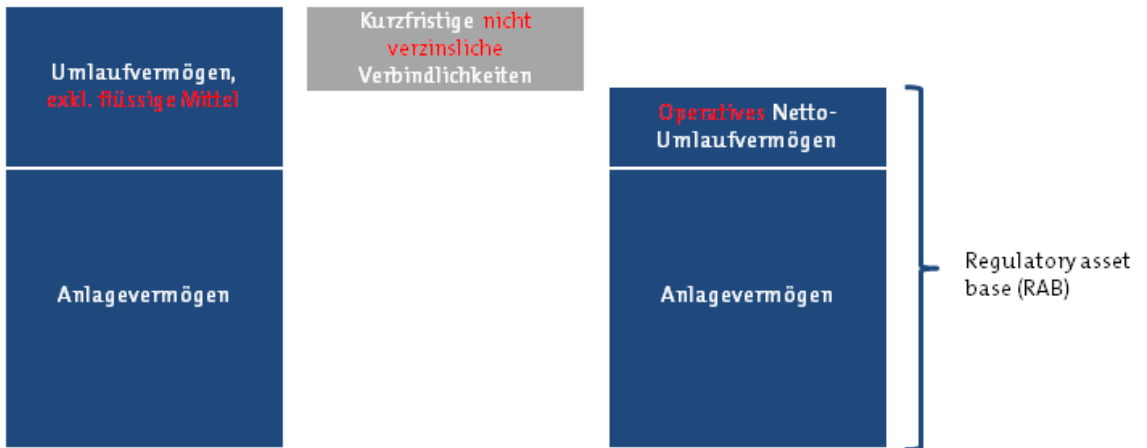 Umlaufvermögen,
exkl. flüssige Mittel
Anlagevermögen
Kurzfristige nicht
verzinsliche
Verbindlichkeiten
Operatives Netto-
Umlaufvermögen
Anlagevermögen
Regulatory asset
base (RAB)